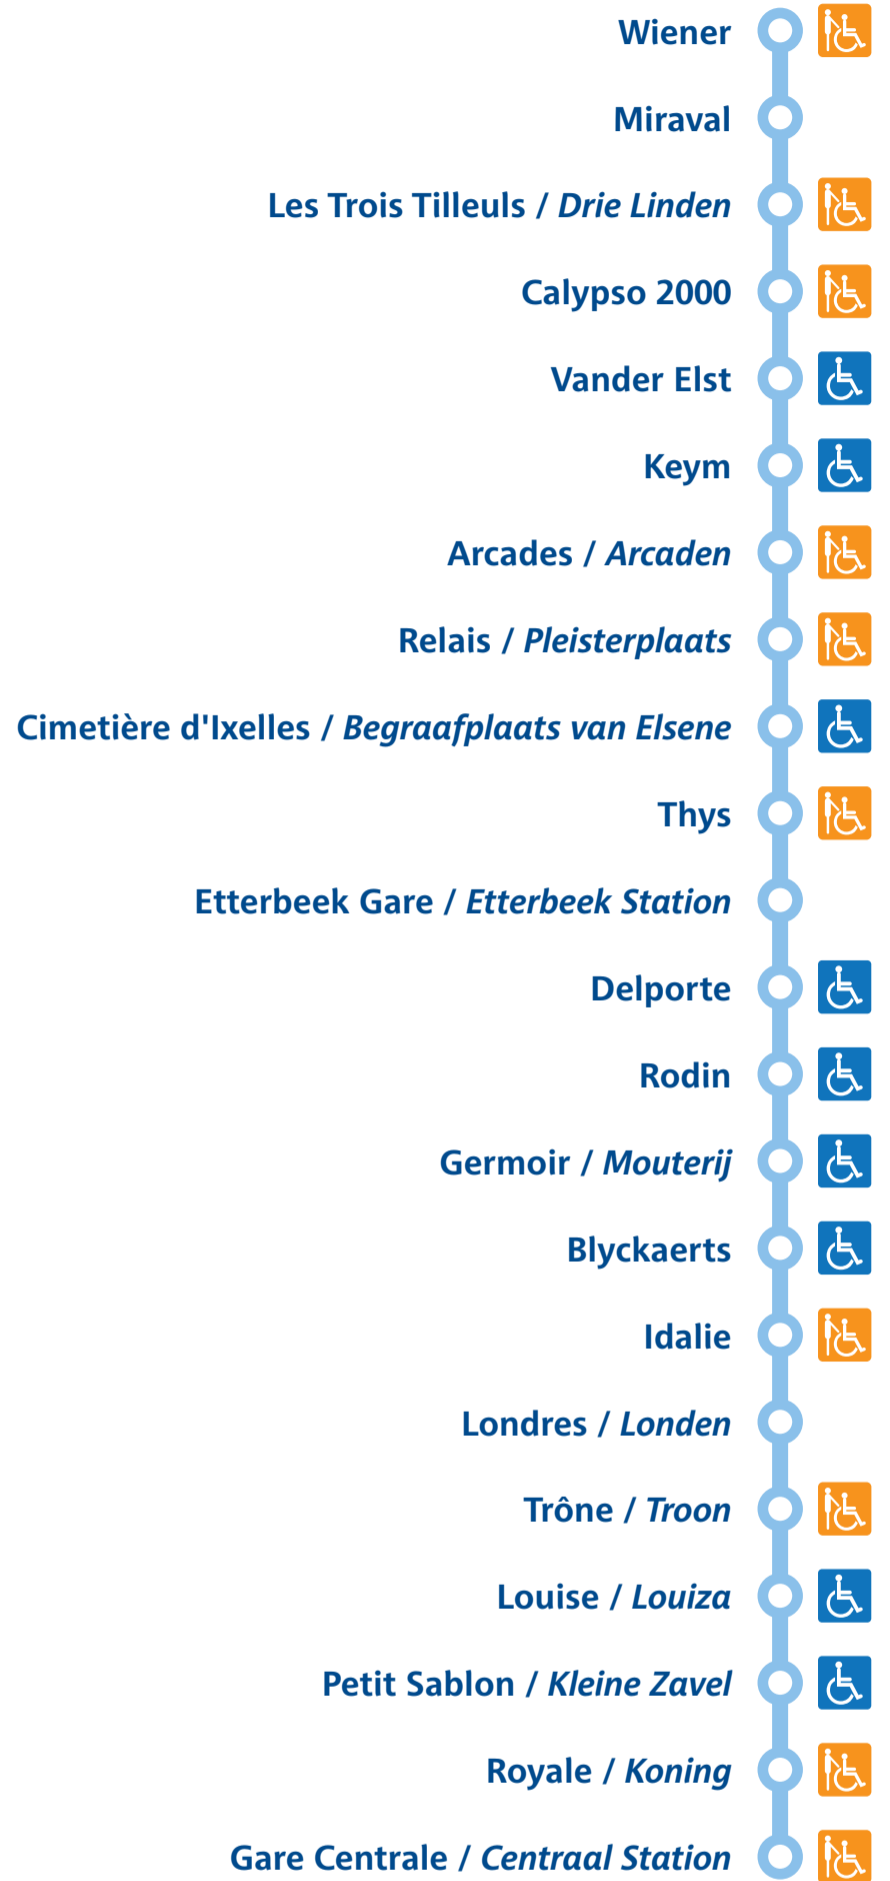 Wiener
Miraval
Les Trois Tilleuls / Drie Linden
Calypso 2000
Vander Elst
Keym
Arcades / Arcaden
Relais / Pleisterplaats
Cimetière d'Ixelles / Begraafplaats van Elsene
Thys
Etterbeek Gare / Etterbeek Station
Delporte
Rodin
Germoir / Mouterij
Blyckaerts
Idalie
Londres / Londen
Trône / Troon
Louise / Louiza
Petit Sablon / Kleine Zavel
Royale / Koning
Gare Centrale / Centraal Station